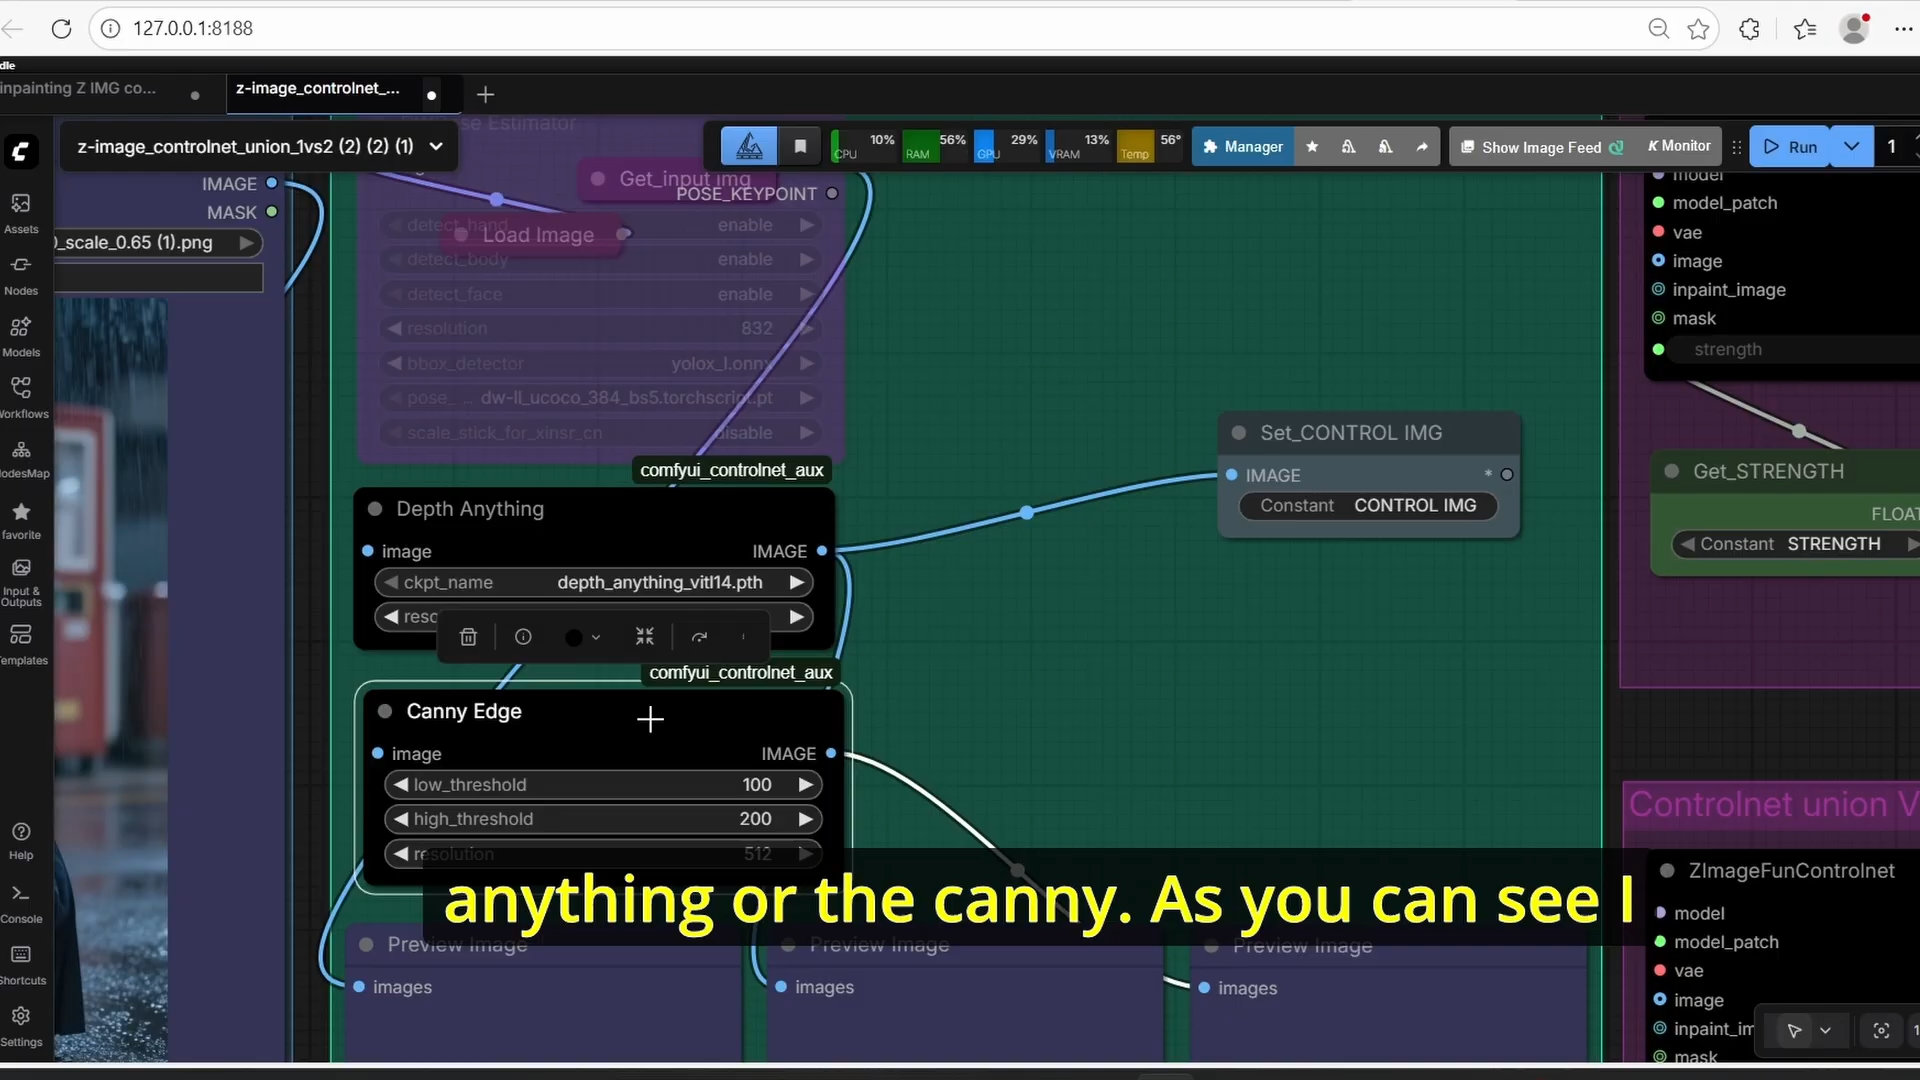 127.0.0.1:8188
dle
inpainting Z IMG co...
z-image_controlnet_...
z-image_controlnet_union_1vs2 (2) (2) (1)
CPU 10%
RAM 56%
GPU 29%
VRAM 13%
Temp 56°
Manager
Show Image Feed
Monitor
Run
1
Assets
Nodes
Models
Workflows
NodesMap
favorite
Input & Outputs
Templates
Help
Console
Shortcuts
Settings
IMAGE
MASK
0_scale_0.65 (1).png
Get_input img
POSE_KEYPOINT
Load Image
detect_hand enable
detect_body enable
detect_face enable
resolution 832
bbox_detector yolox_l.onnx
pose_ ... dw-ll_ucoco_384_bs5.torchscript.pt
scale_stick_for_xinsr_cn disable
comfyui_controlnet_aux
Depth Anything
image IMAGE
ckpt_name depth_anything_vitl14.pth
reso
comfyui_controlnet_aux
Canny Edge
image IMAGE
low_threshold 100
high_threshold 200
resolution 512
Set_CONTROL IMG
IMAGE *
Constant CONTROL IMG
model
model_patch
vae
image
inpaint_image
mask
strength
Get_STRENGTH
FLOAT
Constant STRENGTH
Controlnet union V
ZImageFunControlnet
model
model_patch
vae
image
inpaint_im
mask
anything or the canny. As you can see I
Preview Image
images
Preview Image
images
Preview Image
images